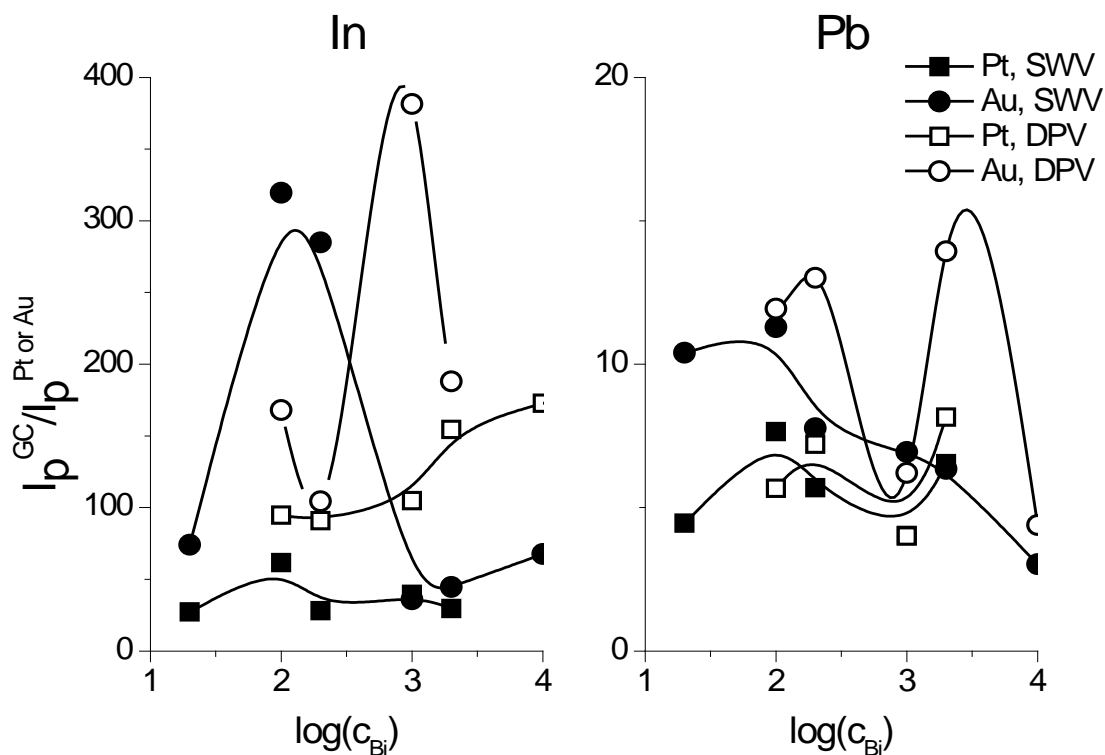 In
Pb
Pt, SWV
Au, SWV
Pt, DPV
Au, DPV
400
300
200
100
0
20
10
0
Ip^GC/Ip^Pt or Au
1 2 3 4
1 2 3 4
log(c_Bi)
log(c_Bi)